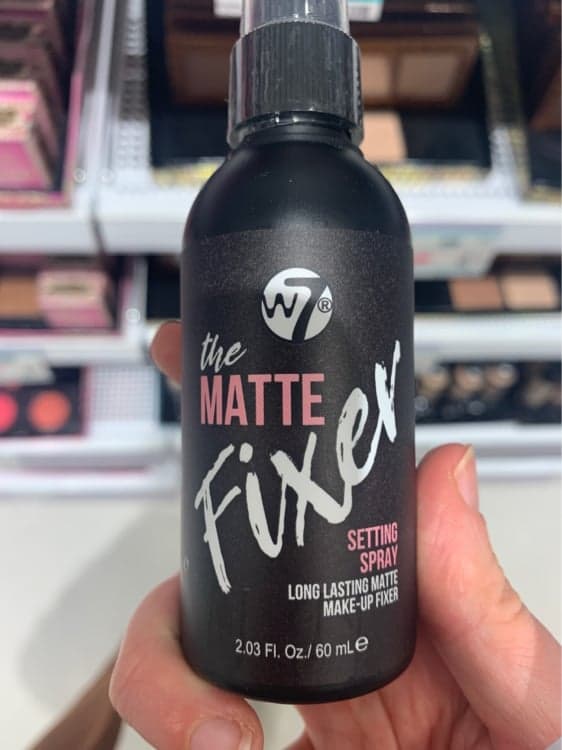 W7®
the
MATTE
Fixer
SETTING
SPRAY
LONG LASTING MATTE
MAKE-UP FIXER
2.03 Fl. Oz./ 60 mL℮